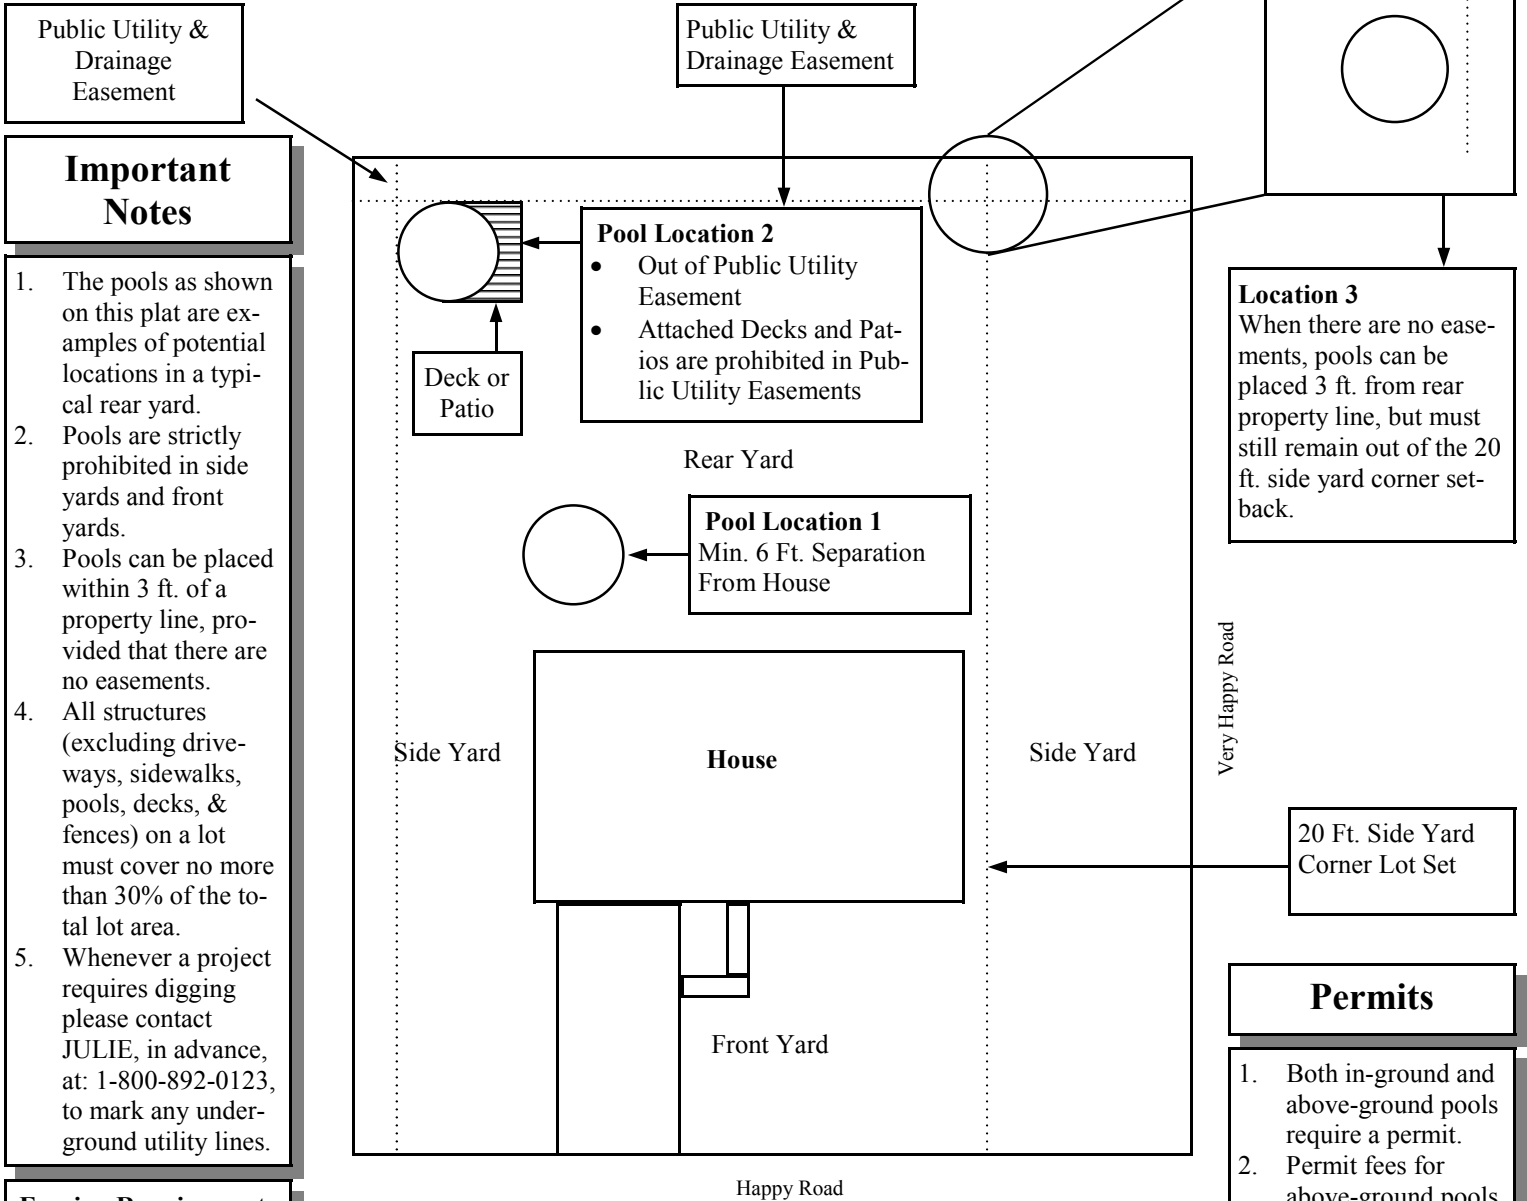 Public Utility &
Drainage
Easement
Public Utility &
Drainage Easement
Important
Notes
1. The pools as shown
on this plat are ex-
amples of potential
locations in a typi-
cal rear yard.
2. Pools are strictly
prohibited in side
yards and front
yards.
3. Pools can be placed
within 3 ft. of a
property line, pro-
vided that there are
no easements.
4. All structures
(excluding drive-
ways, sidewalks,
pools, decks, &
fences) on a lot
must cover no more
than 30% of the to-
tal lot area.
5. Whenever a project
requires digging
please contact
JULIE, in advance,
at: 1-800-892-0123,
to mark any under-
ground utility lines.
Pool Location 2
• Out of Public Utility
Easement
• Attached Decks and Pat-
ios are prohibited in Pub-
lic Utility Easements
Deck or
Patio
Rear Yard
Pool Location 1
Min. 6 Ft. Separation
From House
Side Yard
House
Side Yard
Front Yard
Happy Road
Very Happy Road
Location 3
When there are no ease-
ments, pools can be
placed 3 ft. from rear
property line, but must
still remain out of the 20
ft. side yard corner set-
back.
20 Ft. Side Yard
Corner Lot Set
Permits
1. Both in-ground and
above-ground pools
require a permit.
2. Permit fees for
above-ground pools